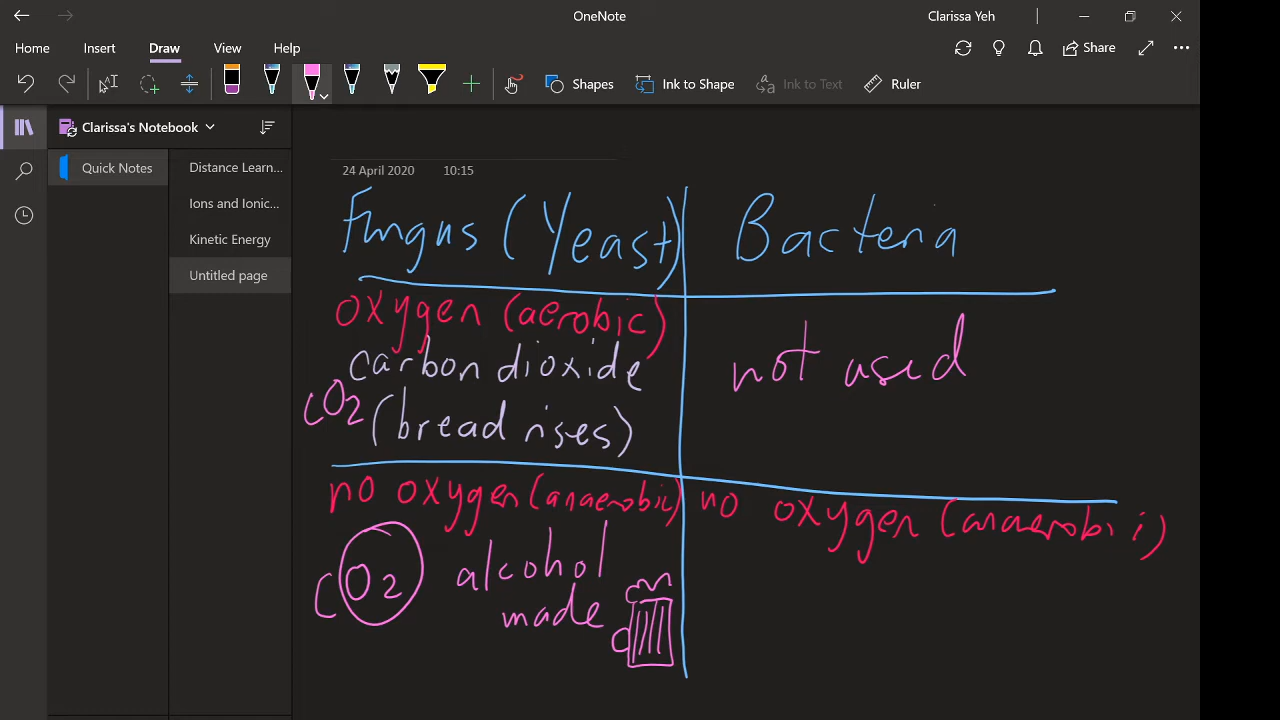 OneNote
Clarissa Yeh
Home Insert Draw View Help
Share
Shapes Ink to Shapes Ink to Text Ruler
Clarissa's Notebook
Quick Notes
Distance Learn...
Ions and Ionic...
Kinetic Energy
Untitled page
24 April 2020 10:15
Fungus (Yeast)
Bacteria
oxygen (aerobic)
carbon dioxide
CO2 (bread rises)
not used
no oxygen (anaerobic)
CO2 alcohol
made
no oxygen (anaerobi)